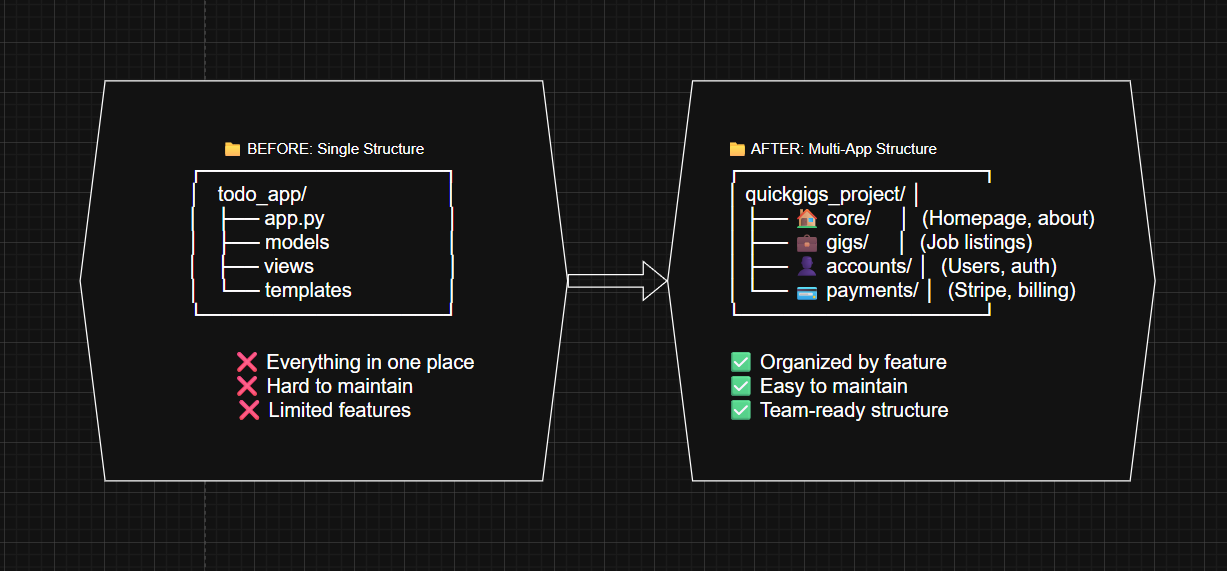 📁 BEFORE: Single Structure
┌─────────────────────────┐
│ todo_app/ │
│ ├── app.py │
│ ├── models │
│ ├── views │
│ └── templates │
└─────────────────────────┘
❌ Everything in one place
❌ Hard to maintain
❌ Limited features
📁 AFTER: Multi-App Structure
┌─────────────────────────┐
│ quickgigs_project/ │
│ ├── 🏠 core/ │ (Homepage, about)
│ ├── 💼 gigs/ │ (Job listings)
│ ├── 👤 accounts/ │ (Users, auth)
│ └── 💳 payments/ │ (Stripe, billing)
└─────────────────────────┘
✅ Organized by feature
✅ Easy to maintain
✅ Team-ready structure